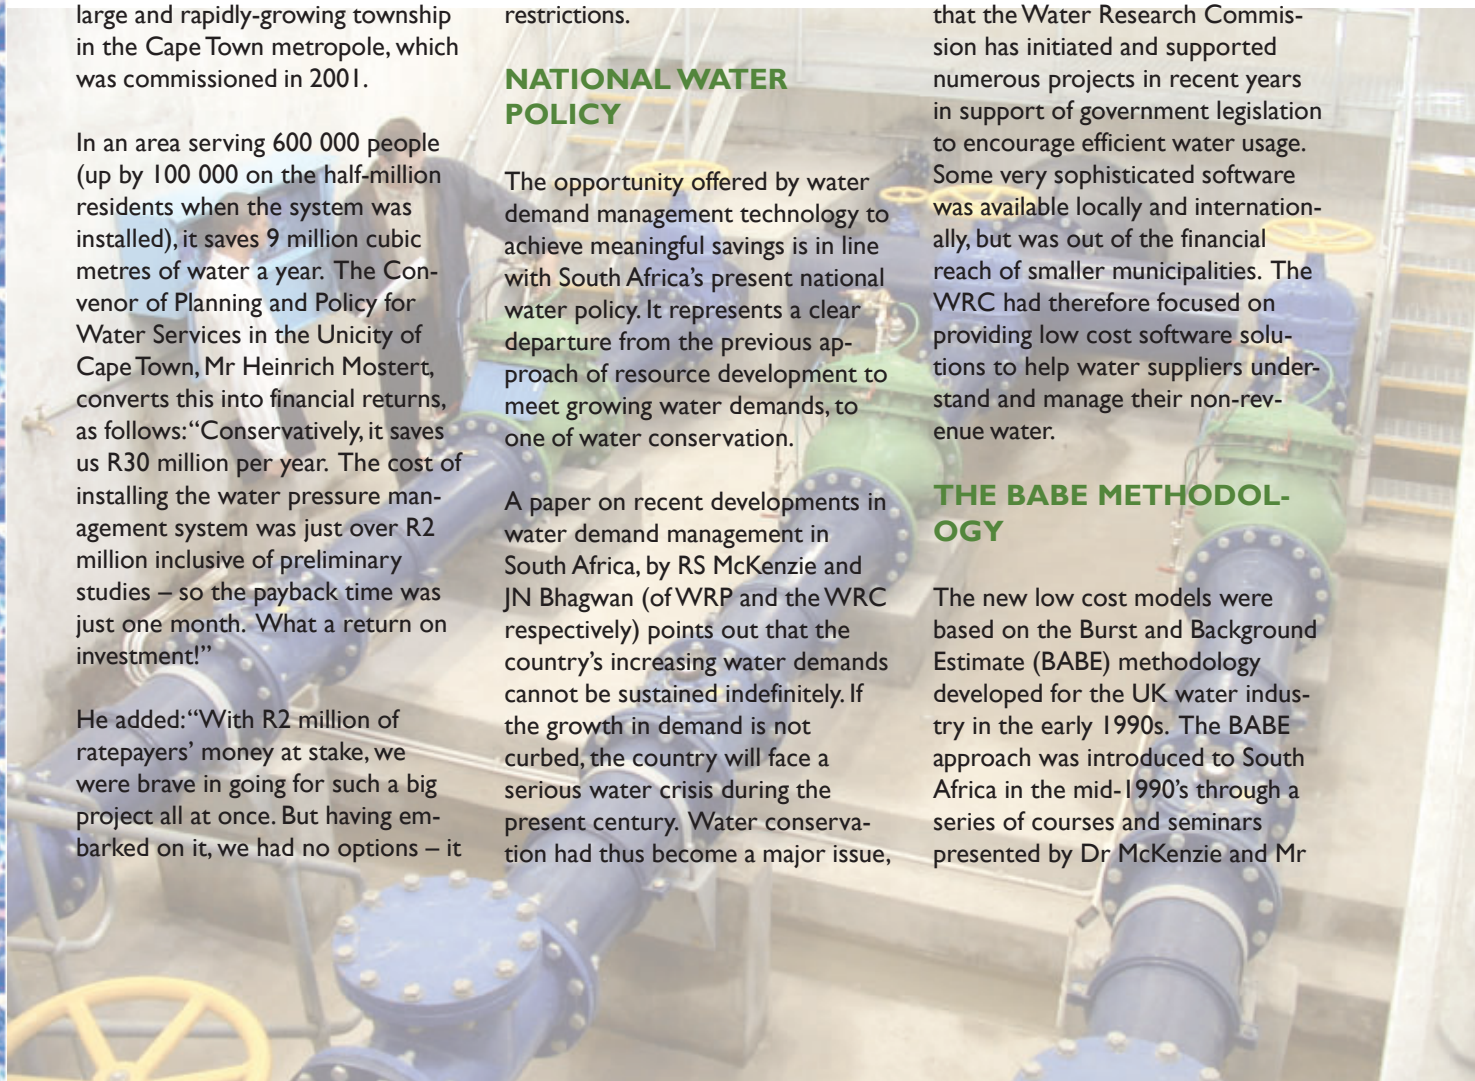 large and rapidly-growing township
in the Cape Town metropole, which
was commissioned in 2001.
In an area serving 600 000 people
(up by 100 000 on the half-million
residents when the system was
installed), it saves 9 million cubic
metres of water a year. The Con-
venor of Planning and Policy for
Water Services in the Unicity of
Cape Town, Mr Heinrich Mostert,
converts this into financial returns,
as follows: “Conservatively, it saves
us R30 million per year. The cost of
installing the water pressure man-
agement system was just over R2
million inclusive of preliminary
studies – so the payback time was
just one month. What a return on
investment!”
He added: “With R2 million of
ratepayers’ money at stake, we
were brave in going for such a big
project all at once. But having em-
barked on it, we had no options – it
restrictions.
NATIONAL WATER
POLICY
The opportunity offered by water
demand management technology to
achieve meaningful savings is in line
with South Africa’s present national
water policy. It represents a clear
departure from the previous ap-
proach of resource development to
meet growing water demands, to
one of water conservation.
A paper on recent developments in
water demand management in
South Africa, by RS McKenzie and
JN Bhagwan (of WRP and the WRC
respectively) points out that the
country’s increasing water demands
cannot be sustained indefinitely. If
the growth in demand is not
curbed, the country will face a
serious water crisis during the
present century. Water conserva-
tion had thus become a major issue,
that the Water Research Commis-
sion has initiated and supported
numerous projects in recent years
in support of government legislation
to encourage efficient water usage.
Some very sophisticated software
was available locally and internation-
ally, but was out of the financial
reach of smaller municipalities. The
WRC had therefore focused on
providing low cost software solu-
tions to help water suppliers under-
stand and manage their non-rev-
enue water.
THE BABE METHODOL-
OGY
The new low cost models were
based on the Burst and Background
Estimate (BABE) methodology
developed for the UK water indus-
try in the early 1990s. The BABE
approach was introduced to South
Africa in the mid-1990’s through a
series of courses and seminars
presented by Dr McKenzie and Mr